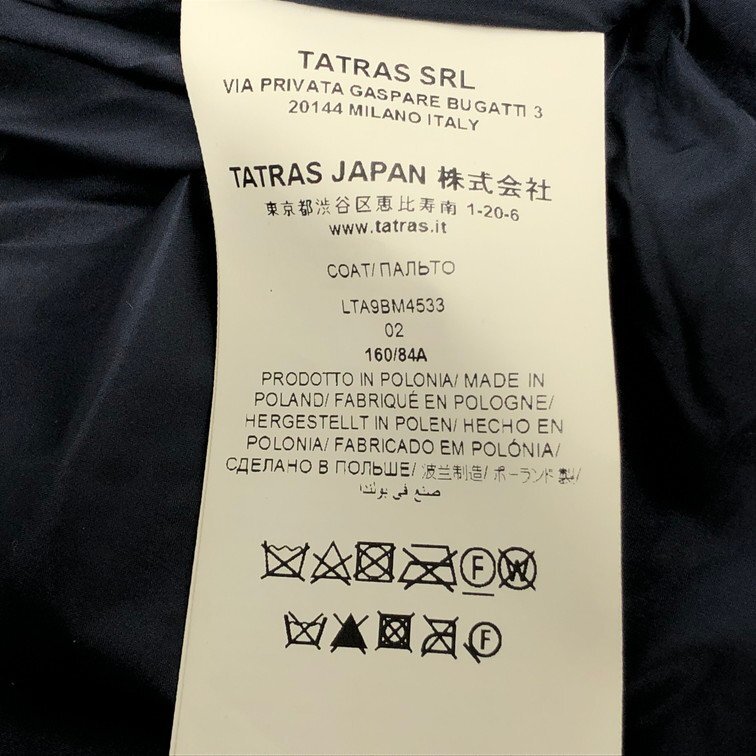 TATRAS SRL
VIA PRIVATA GASPARE BUGATTI 3
20144 MILANO ITALY
TATRAS JAPAN 株式会社
東京都渋谷区恵比寿南 1-20-6
www.tatras.it
COAT/ПАЛЬТО
LTA9BM4533
02
160/84A
PRODOTTO IN POLONIA/ MADE IN
POLAND/ FABRIQUÉ EN POLOGNE/
HERGESTELLT IN POLEN/ HECHO EN
POLONIA/ FABRICADO EM POLÓNIA/
СДЕЛАНО В ПОЛЬШЕ/ 波兰制造/ ポーランド製/
صنع في بولندا
F W
F